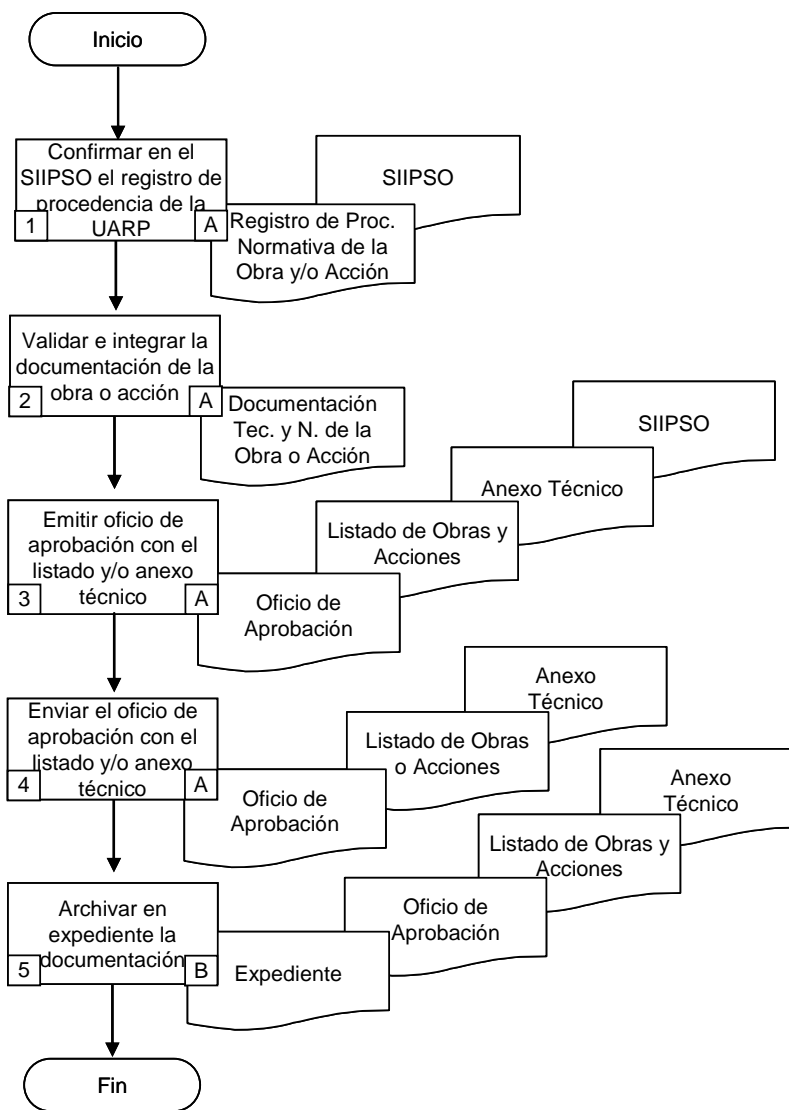 Inicio
Confirmar en el
SIIPSO el registro de
procedencia de la
UARP
1
A
SIIPSO
Registro de Proc.
Normativa de la
Obra y/o Acción
Validar e integrar la
documentación de la
obra o acción
2
A
Documentación
Tec. y N. de la
Obra o Acción
SIIPSO
Anexo Técnico
Listado de Obras y
Acciones
Emitir oficio de
aprobación con el
listado y/o anexo
técnico
3
A
Oficio de
Aprobación
Anexo
Técnico
Listado de Obras
o Acciones
Enviar el oficio de
aprobación con el
listado y/o anexo
técnico
4
A
Oficio de
Aprobación
Anexo
Técnico
Listado de Obras y
Acciones
Oficio de
Aprobación
Archivar en
expediente la
documentación
5
B
Expediente
Fin